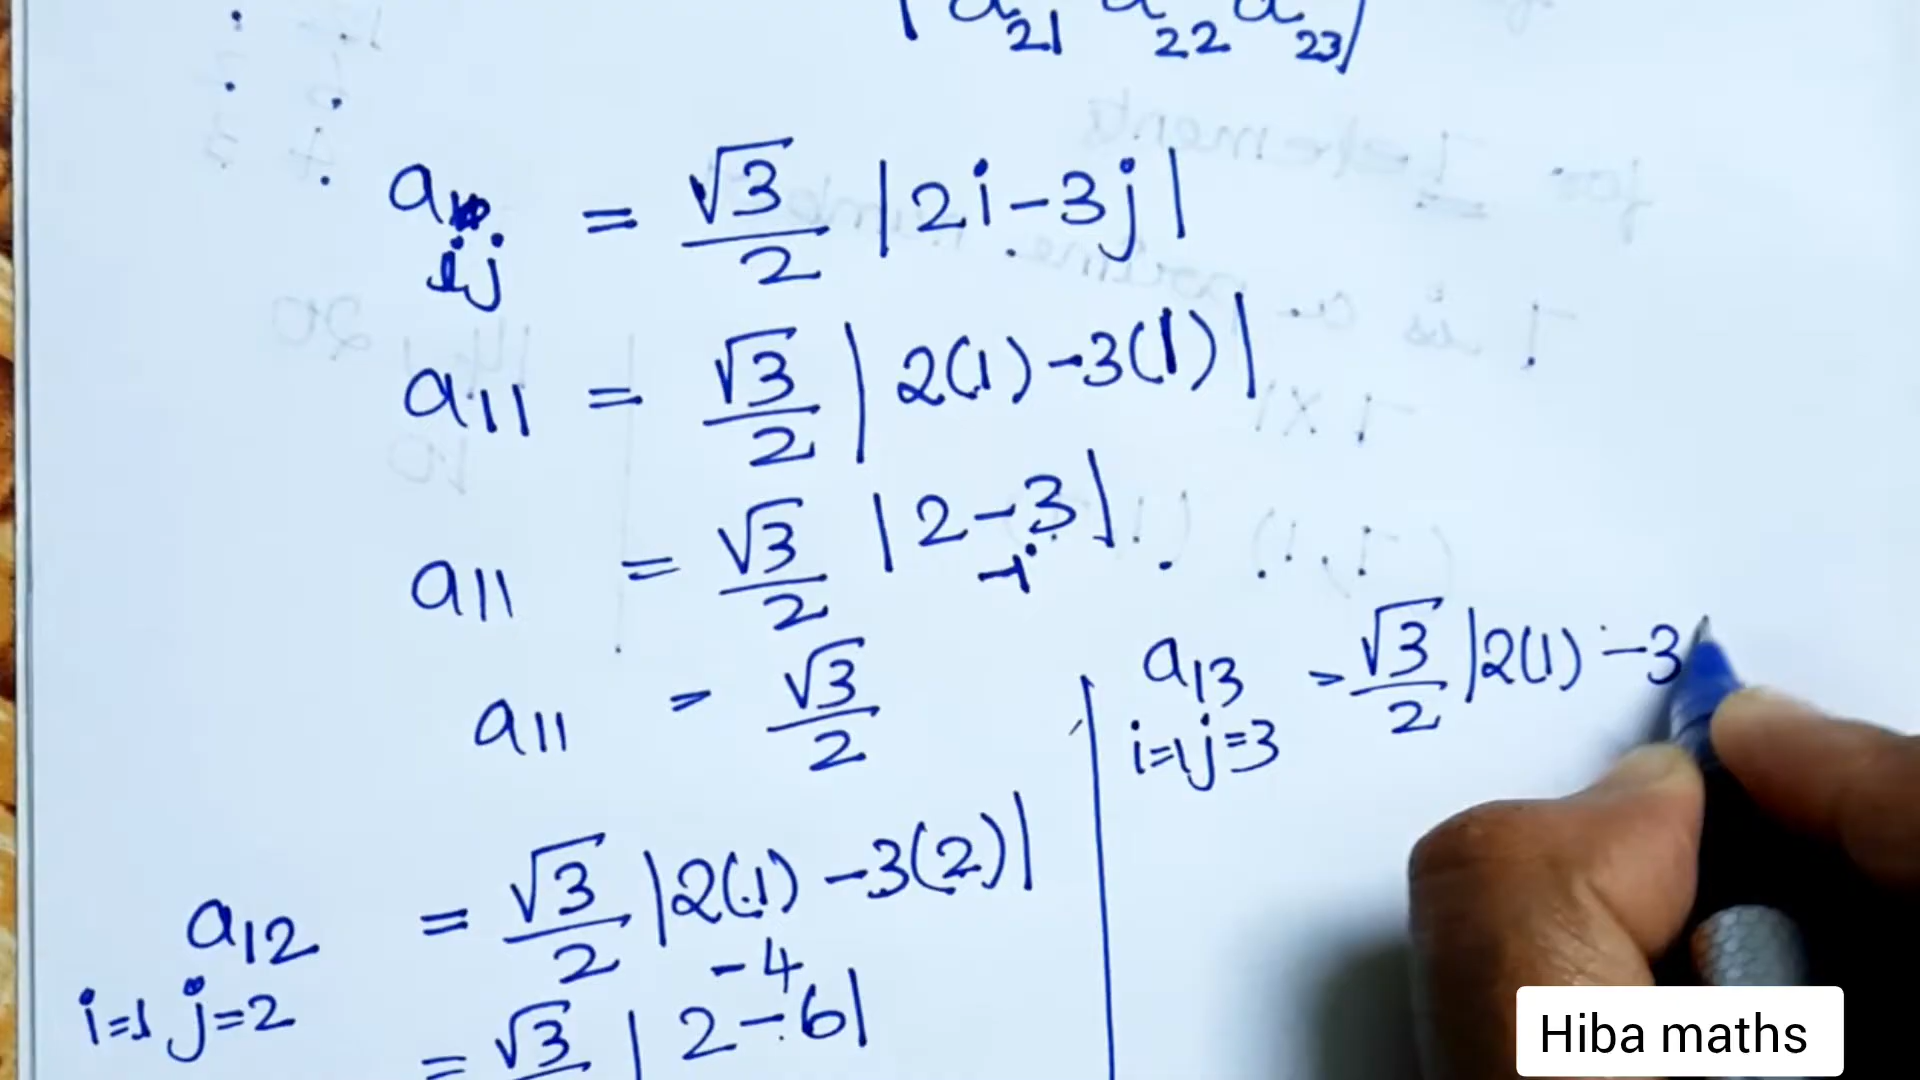 a21 a22 a23
aij = √3/2 |2i-3j|
a11 = √3/2 |2(1)-3(1)|
a11 = √3/2 |2-3|
-1
a11 = √3/2
a12 = √3/2 |2(1)-3(2)|
i=1 j=2
-4
= √3 |2-6|
a13 = √3/2 |2(1)-3
i=1 j=3
Hiba maths